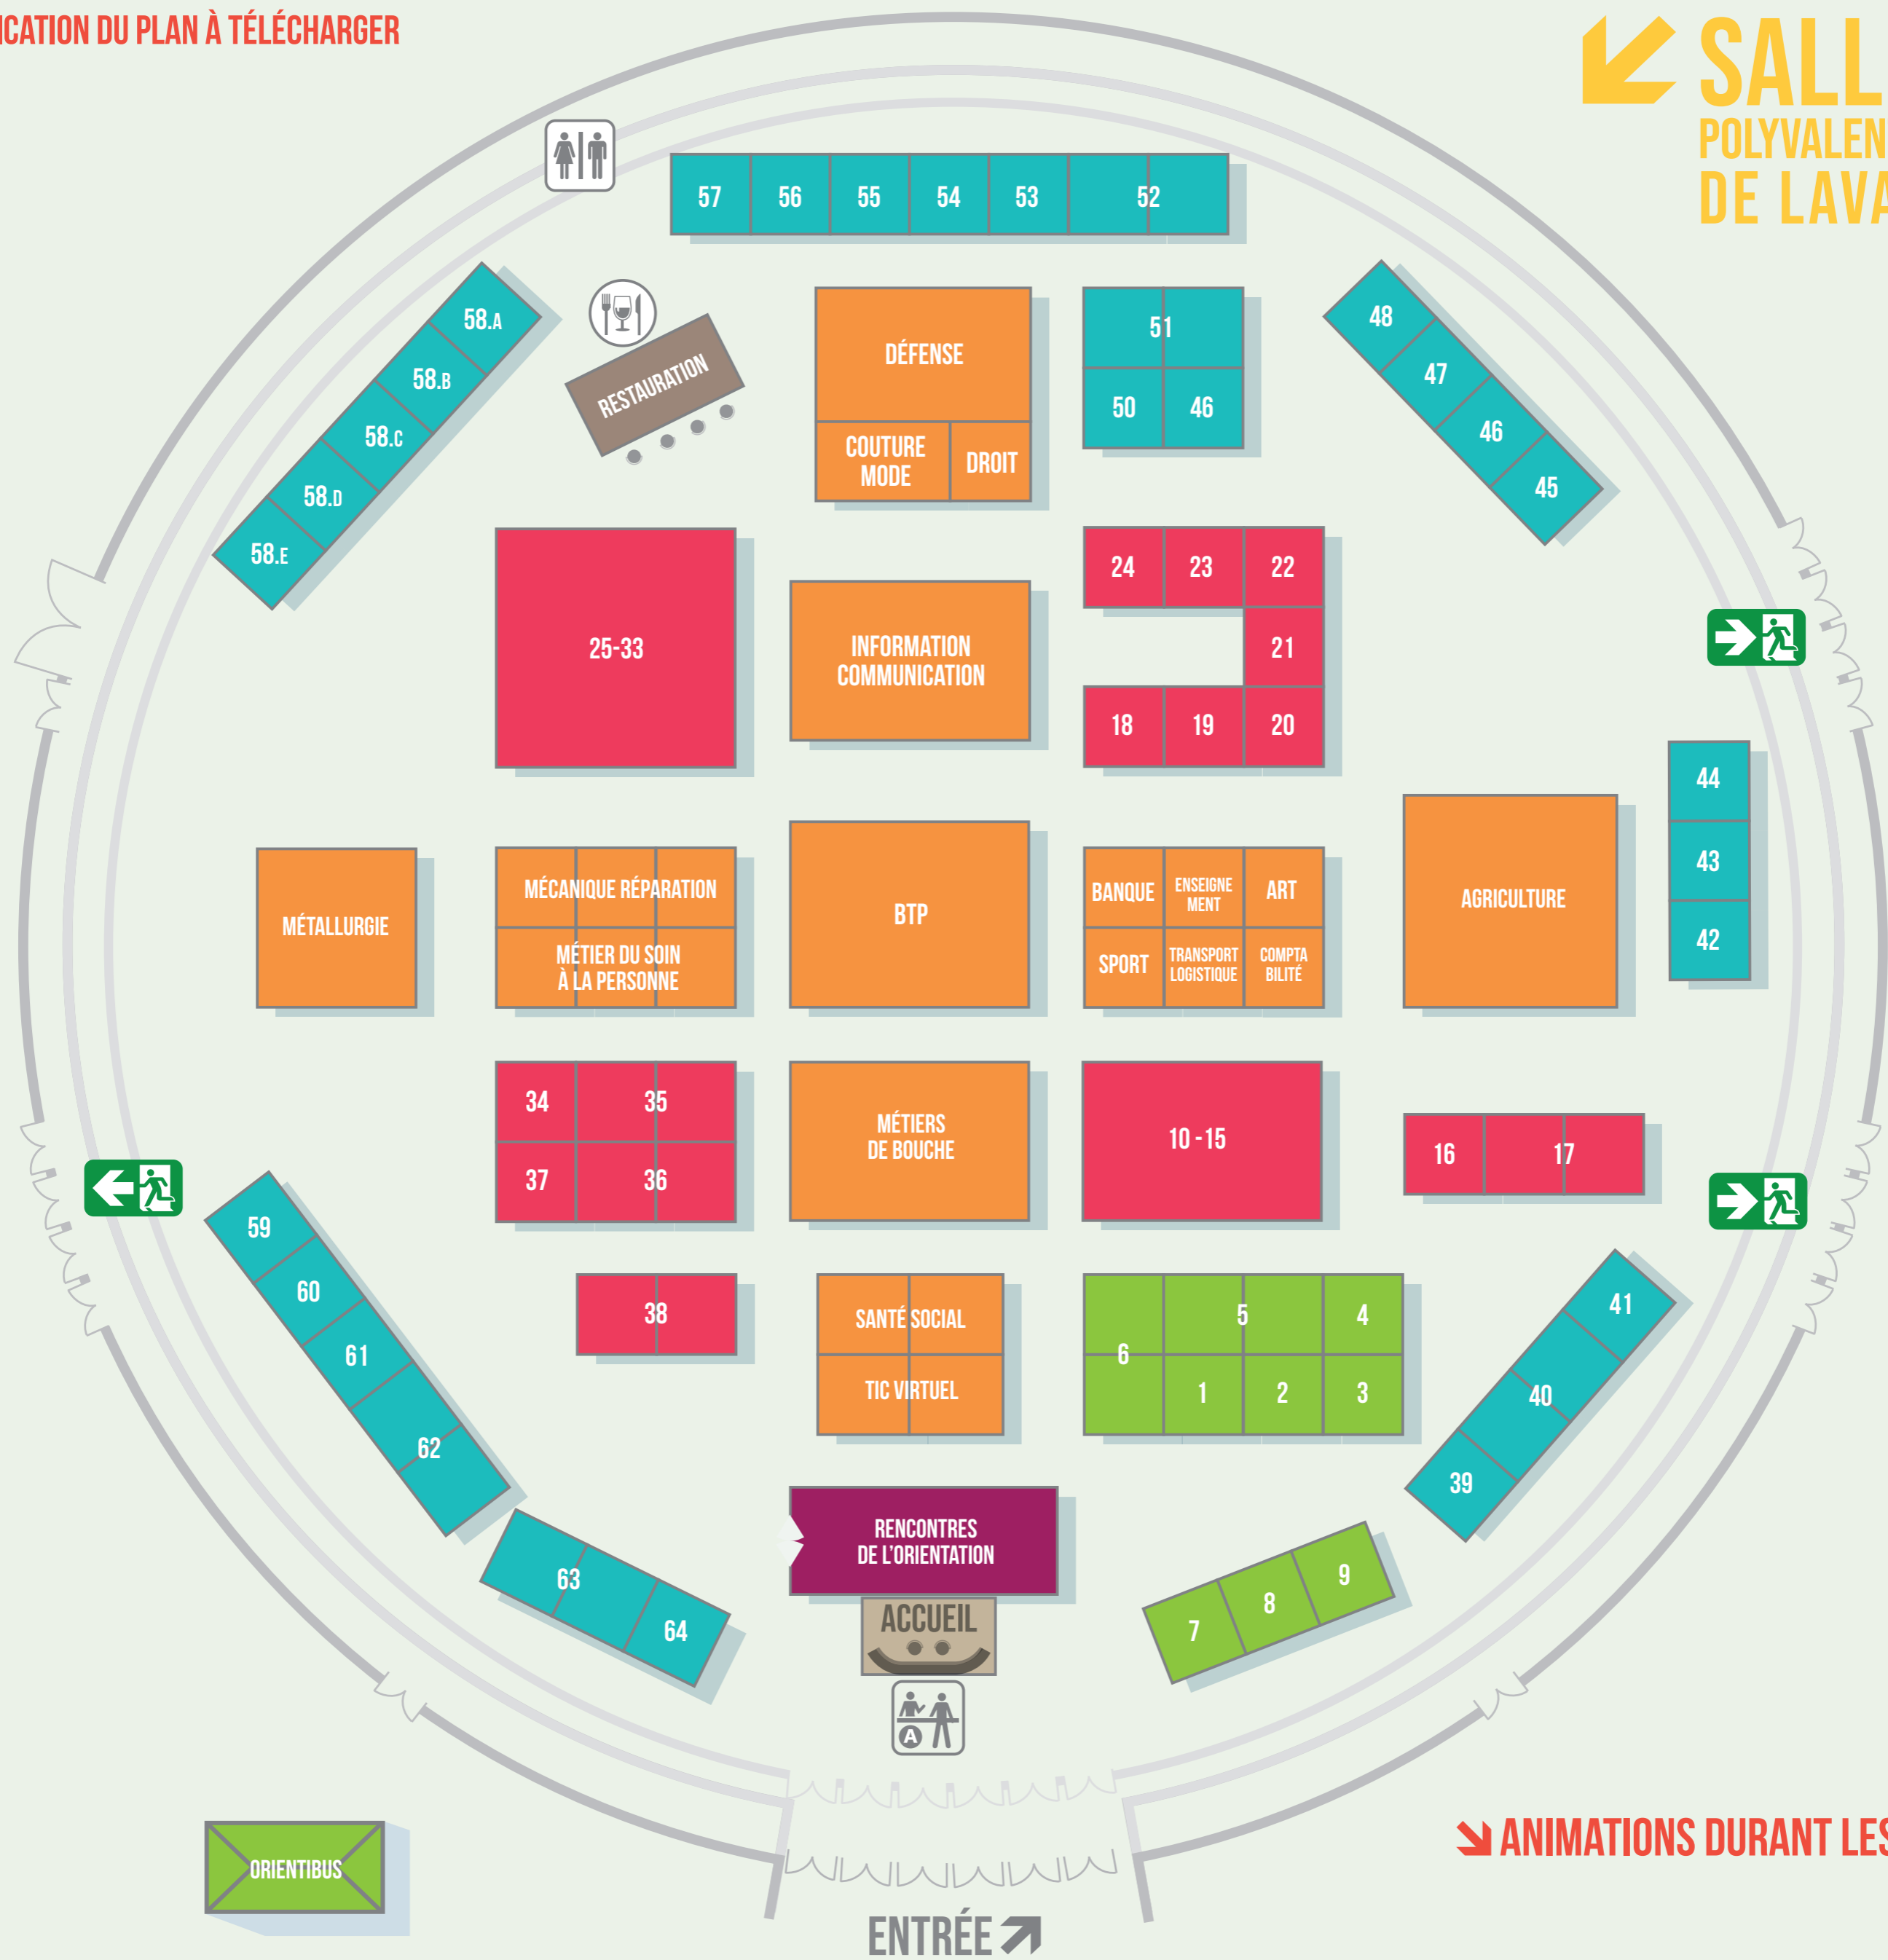 ICATION DU PLAN À TÉLÉCHARGER
SALL
POLYVALEN
DE LAVA
57 56 55 54 53 52
58.A
58.B
58.C
58.D
58.E
RESTAURATION
DÉFENSE
COUTURE
MODE
DROIT
51
50 46
48
47
46
45
25-33
INFORMATION
COMMUNICATION
24 23 22
21
18 19 20
44
43
42
MÉTALLURGIE
MÉCANIQUE RÉPARATION
MÉTIER DU SOIN
À LA PERSONNE
BTP
BANQUE
ENSEIGNE
MENT
ART
SPORT
TRANSPORT
LOGISTIQUE
COMPTA
BILITÉ
AGRICULTURE
34 35
37 36
MÉTIERS
DE BOUCHE
10 - 15
16 17
59
60
61
62
38
SANTÉ SOCIAL
TIC VIRTUEL
5 4
6
1 2 3
41
40
39
63
64
RENCONTRES
DE L'ORIENTATION
ACCUEIL
A
7
8
9
ORIENTIBUS
ANIMATIONS DURANT LES
ENTRÉE